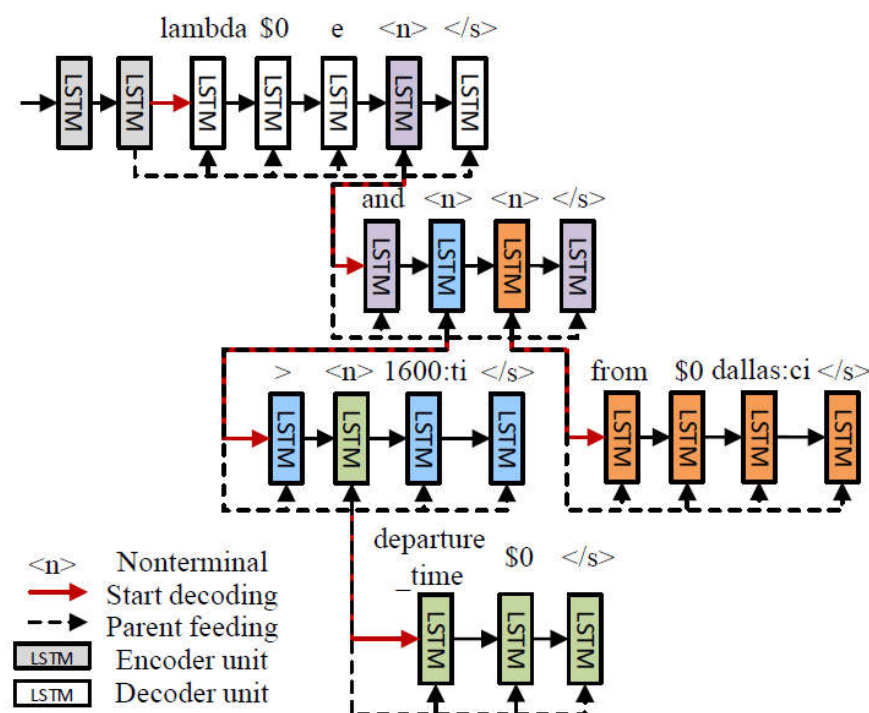 lambda $0 e <n> </s>
LSTM LSTM LSTM LSTM LSTM LSTM LSTM
and <n> <n> </s>
LSTM LSTM LSTM LSTM
> <n> 1600:ti </s>
LSTM LSTM LSTM LSTM
from $0 dallas:ci </s>
LSTM LSTM LSTM LSTM
departure
_time $0 </s>
LSTM LSTM LSTM
<n> Nonterminal
Start decoding
Parent feeding
LSTM Encoder unit
LSTM Decoder unit